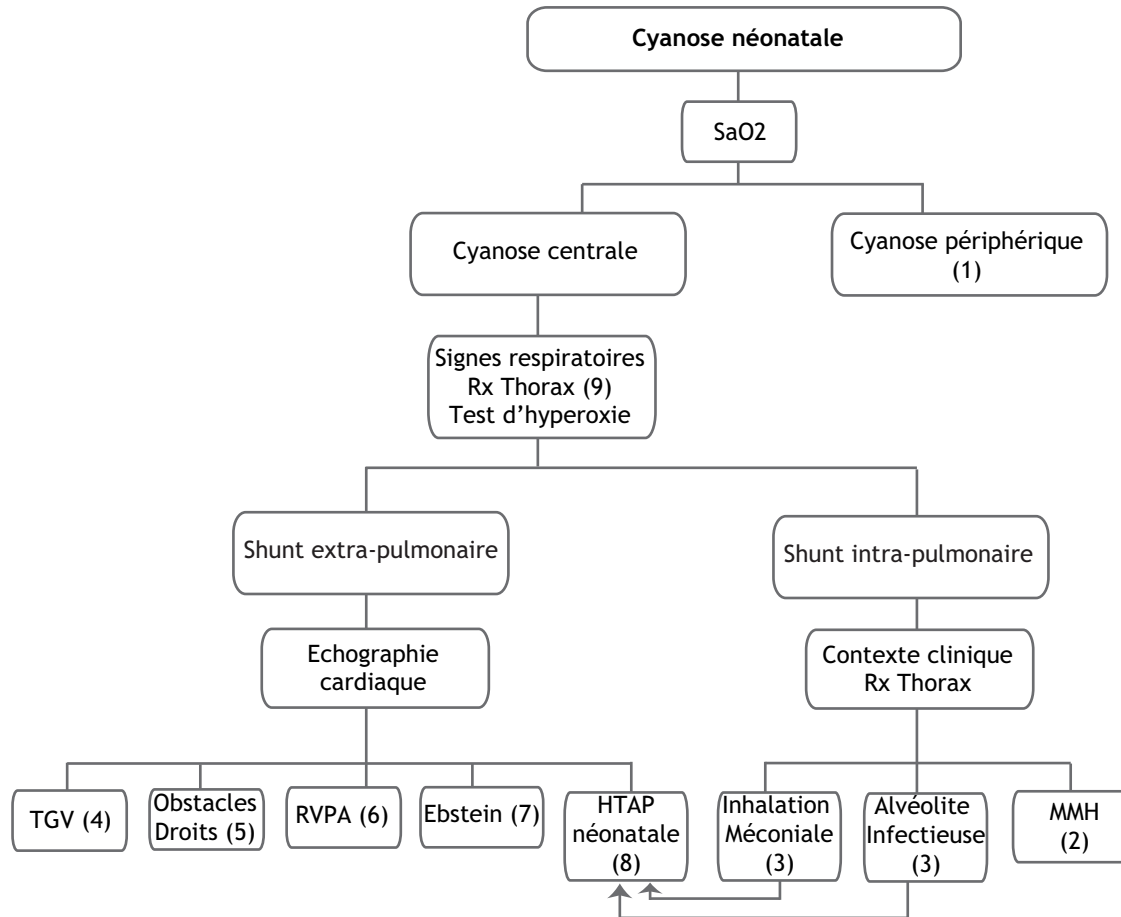 Cyanose néonatale
SaO2
Cyanose centrale
Cyanose périphérique
(1)
Signes respiratoires
Rx Thorax (9)
Test d’hyperoxie
Shunt extra-pulmonaire
Shunt intra-pulmonaire
Echographie
cardiaque
Contexte clinique
Rx Thorax
TGV (4)
Obstacles
Droits (5)
RVPA (6)
Ebstein (7)
HTAP
néonatale
(8)
Inhalation
Méconiale
(3)
Alvéolite
Infectieuse
(3)
MMH
(2)